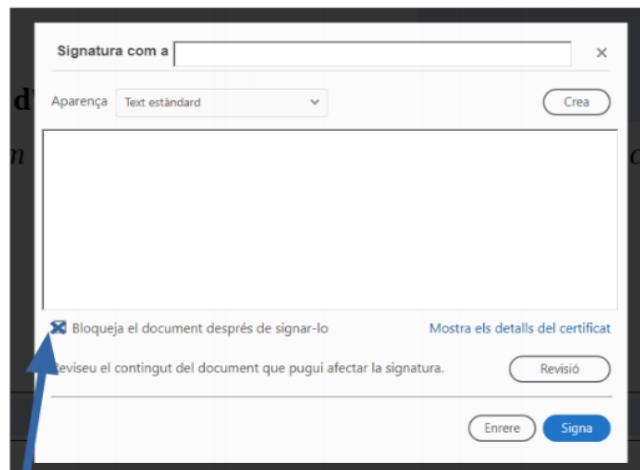 Signatura com a
Aparença Text estàndard Crea
Bloqueja el document després de signar-lo Mostra els detalls del certificat
Reviseu el contingut del document que pugui afectar la signatura. Revisió
Enrere Signa